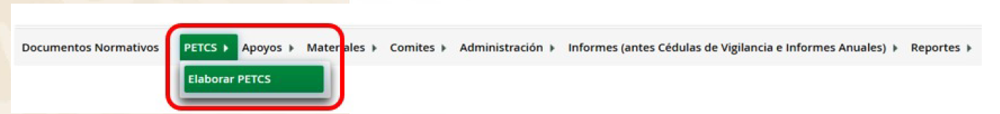 Documentos Normativos PETCS Apoyos Materiales Comites Administración Informes (antes Cédulas de Vigilancia e Informes Anuales) Reportes
Elaborar PETCS